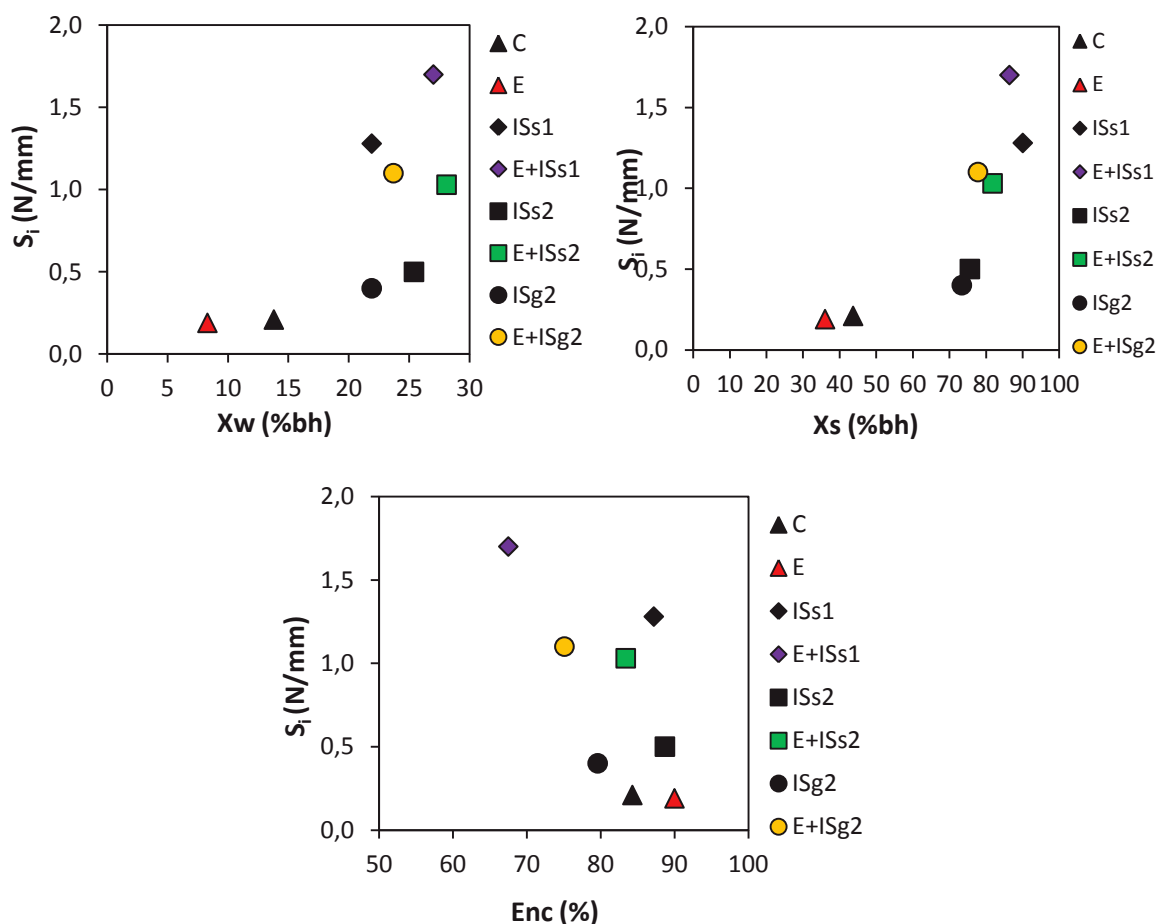 2,0
1,5
1,0
0,5
0,0
S_i (N/mm)
0 5 10 15 20 25 30
Xw (%bh)
C
E
ISs1
E+ISs1
ISs2
E+ISs2
ISg2
E+ISg2
2,0
1,5
1,0
0,5
0,0
S_i (N/mm)
0 10 20 30 40 50 60 70 80 90 100
Xs (%bh)
C
E
ISs1
E+ISs1
ISs2
E+ISs2
ISg2
E+ISg2
2,0
1,5
1,0
0,5
0,0
S_i (N/mm)
50 60 70 80 90 100
Enc (%)
C
E
ISs1
E+ISs1
ISs2
E+ISs2
ISg2
E+ISg2